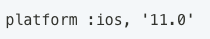 platform :ios, '11.0'